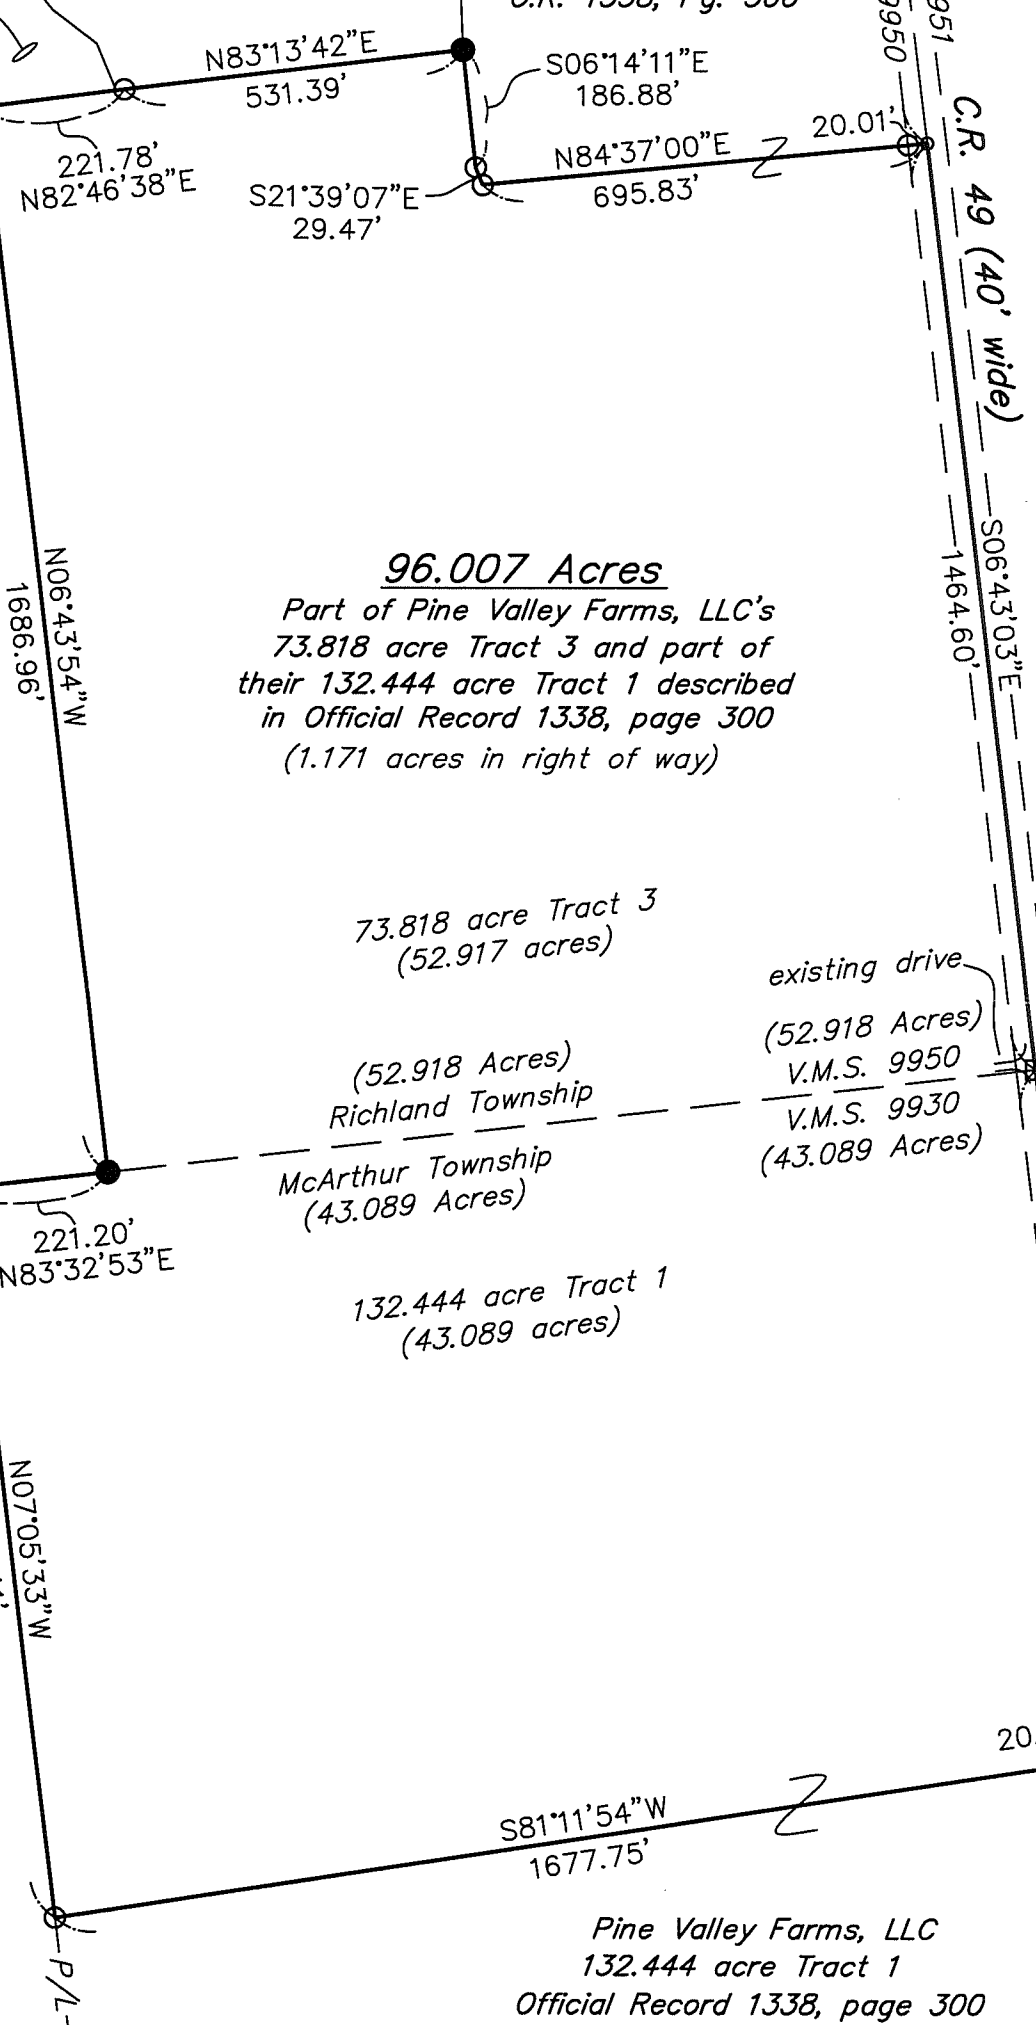 O.R. 1338, Pg. 300
N83°13'42"E
531.39'
S06°14'11"E
186.88'
9950
951
C.R. 49 (40' wide)
20.01'
N84°37'00"E
695.83'
221.78'
N82°46'38"E
S21°39'07"E
29.47'
N06°43'54"W
1686.96'
S06°43'03"E
1464.60'
96.007 Acres
Part of Pine Valley Farms, LLC's
73.818 acre Tract 3 and part of
their 132.444 acre Tract 1 described
in Official Record 1338, page 300
(1.171 acres in right of way)
73.818 acre Tract 3
(52.917 acres)
existing drive
(52.918 Acres)
V.M.S. 9950
V.M.S. 9930
(43.089 Acres)
(52.918 Acres)
Richland Township
McArthur Township
(43.089 Acres)
221.20'
N83°32'53"E
132.444 acre Tract 1
(43.089 acres)
N07°05'33"W
20.
S81°11'54"W
1677.75'
P/L
Pine Valley Farms, LLC
132.444 acre Tract 1
Official Record 1338, page 300